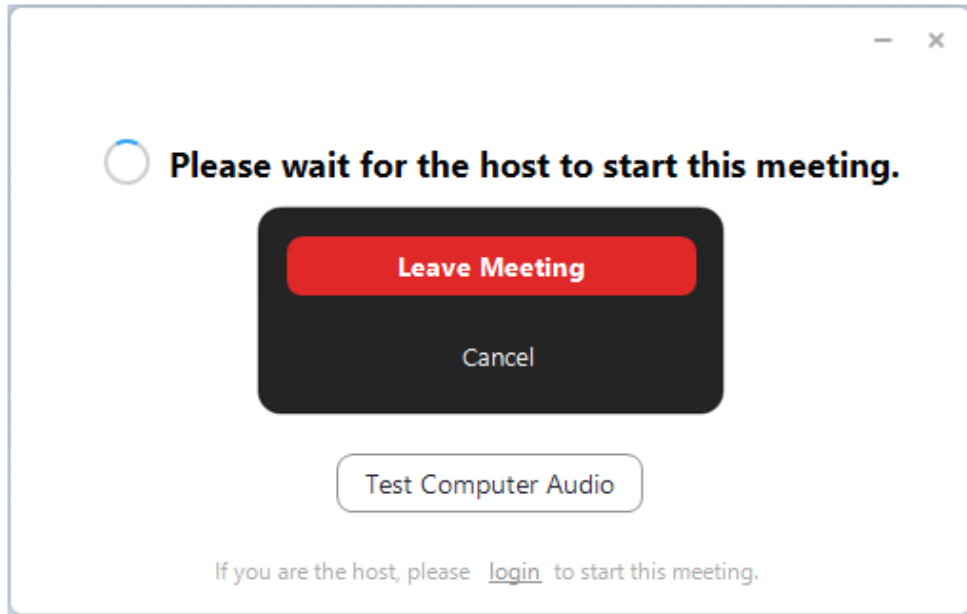 Please wait for the host to start this meeting.
Leave Meeting
Cancel
Test Computer Audio
If you are the host, please login to start this meeting.